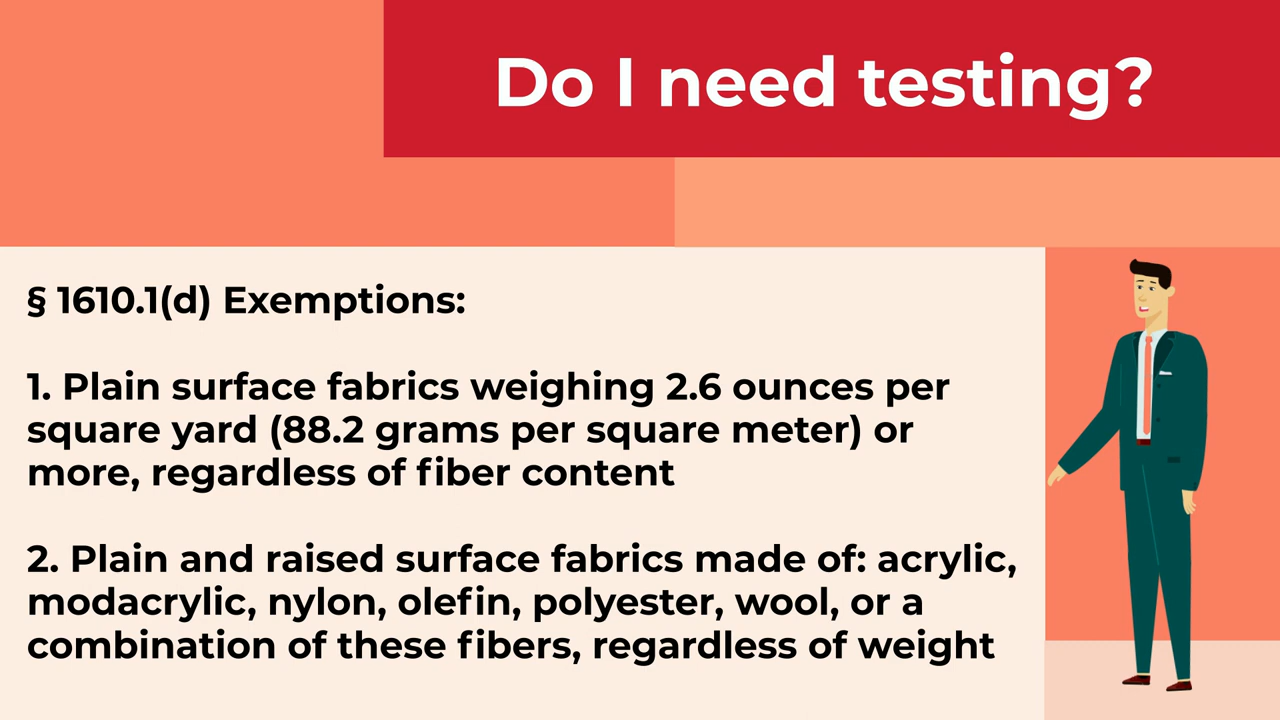 Do I need testing?
§ 1610.1(d) Exemptions:
1. Plain surface fabrics weighing 2.6 ounces per
square yard (88.2 grams per square meter) or
more, regardless of fiber content
2. Plain and raised surface fabrics made of: acrylic,
modacrylic, nylon, olefin, polyester, wool, or a
combination of these fibers, regardless of weight